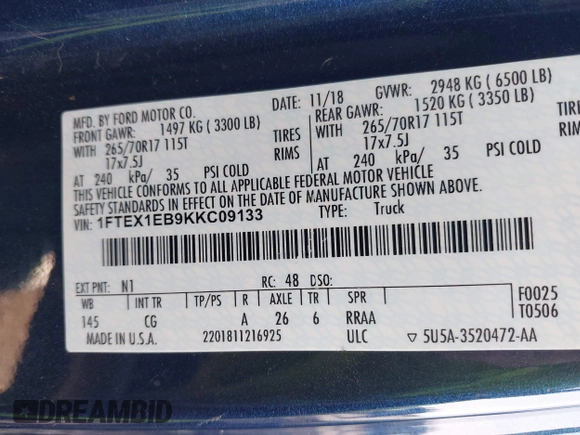 MFD. BY FORD MOTOR CO.
DATE: 11/18
GVWR: 2948 KG (6500 LB)
FRONT GAWR: 1497 KG (3300 LB)
REAR GAWR: 1520 KG (3350 LB)
WITH 265/70R17 115T TIRES
WITH 265/70R17 115T TIRES
17x7.5J RIMS
17x7.5J RIMS
AT 240 kPa/ 35 PSI COLD
AT 240 kPa/ 35 PSI COLD
THIS VEHICLE CONFORMS TO ALL APPLICABLE FEDERAL MOTOR VEHICLE
SAFETY STANDARDS IN EFFECT ON THE DATE OF MANUFACTURE SHOWN ABOVE.
VIN: 1FTEX1EB9KKC09133
TYPE: Truck
EXT PNT: N1
RC: 48 DSO:
F0025
T0506
WB INT TR TP/PS R AXLE TR SPR
145 CG A 26 6 RRAA
MADE IN U.S.A.
2201811216925
ULC
▽ 5U5A-3520472-AA
DREAMBID